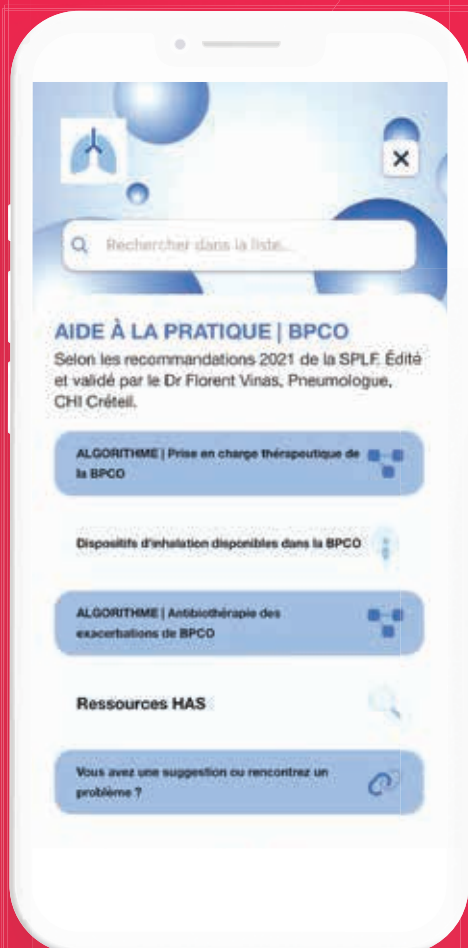 Rechercher dans la liste...
AIDE À LA PRATIQUE | BPCO
Selon les recommandations 2021 de la SPLF. Édité
et validé par le Dr Florent Vinas, Pneumologue,
CHI Créteil.
ALGORITHME | Prise en charge thérapeutique de
la BPCO
Dispositifs d'inhalation disponibles dans la BPCO
ALGORITHME | Antibiothérapie des
exacerbations de BPCO
Ressources HAS
Vous avez une suggestion ou rencontrez un
problème ?